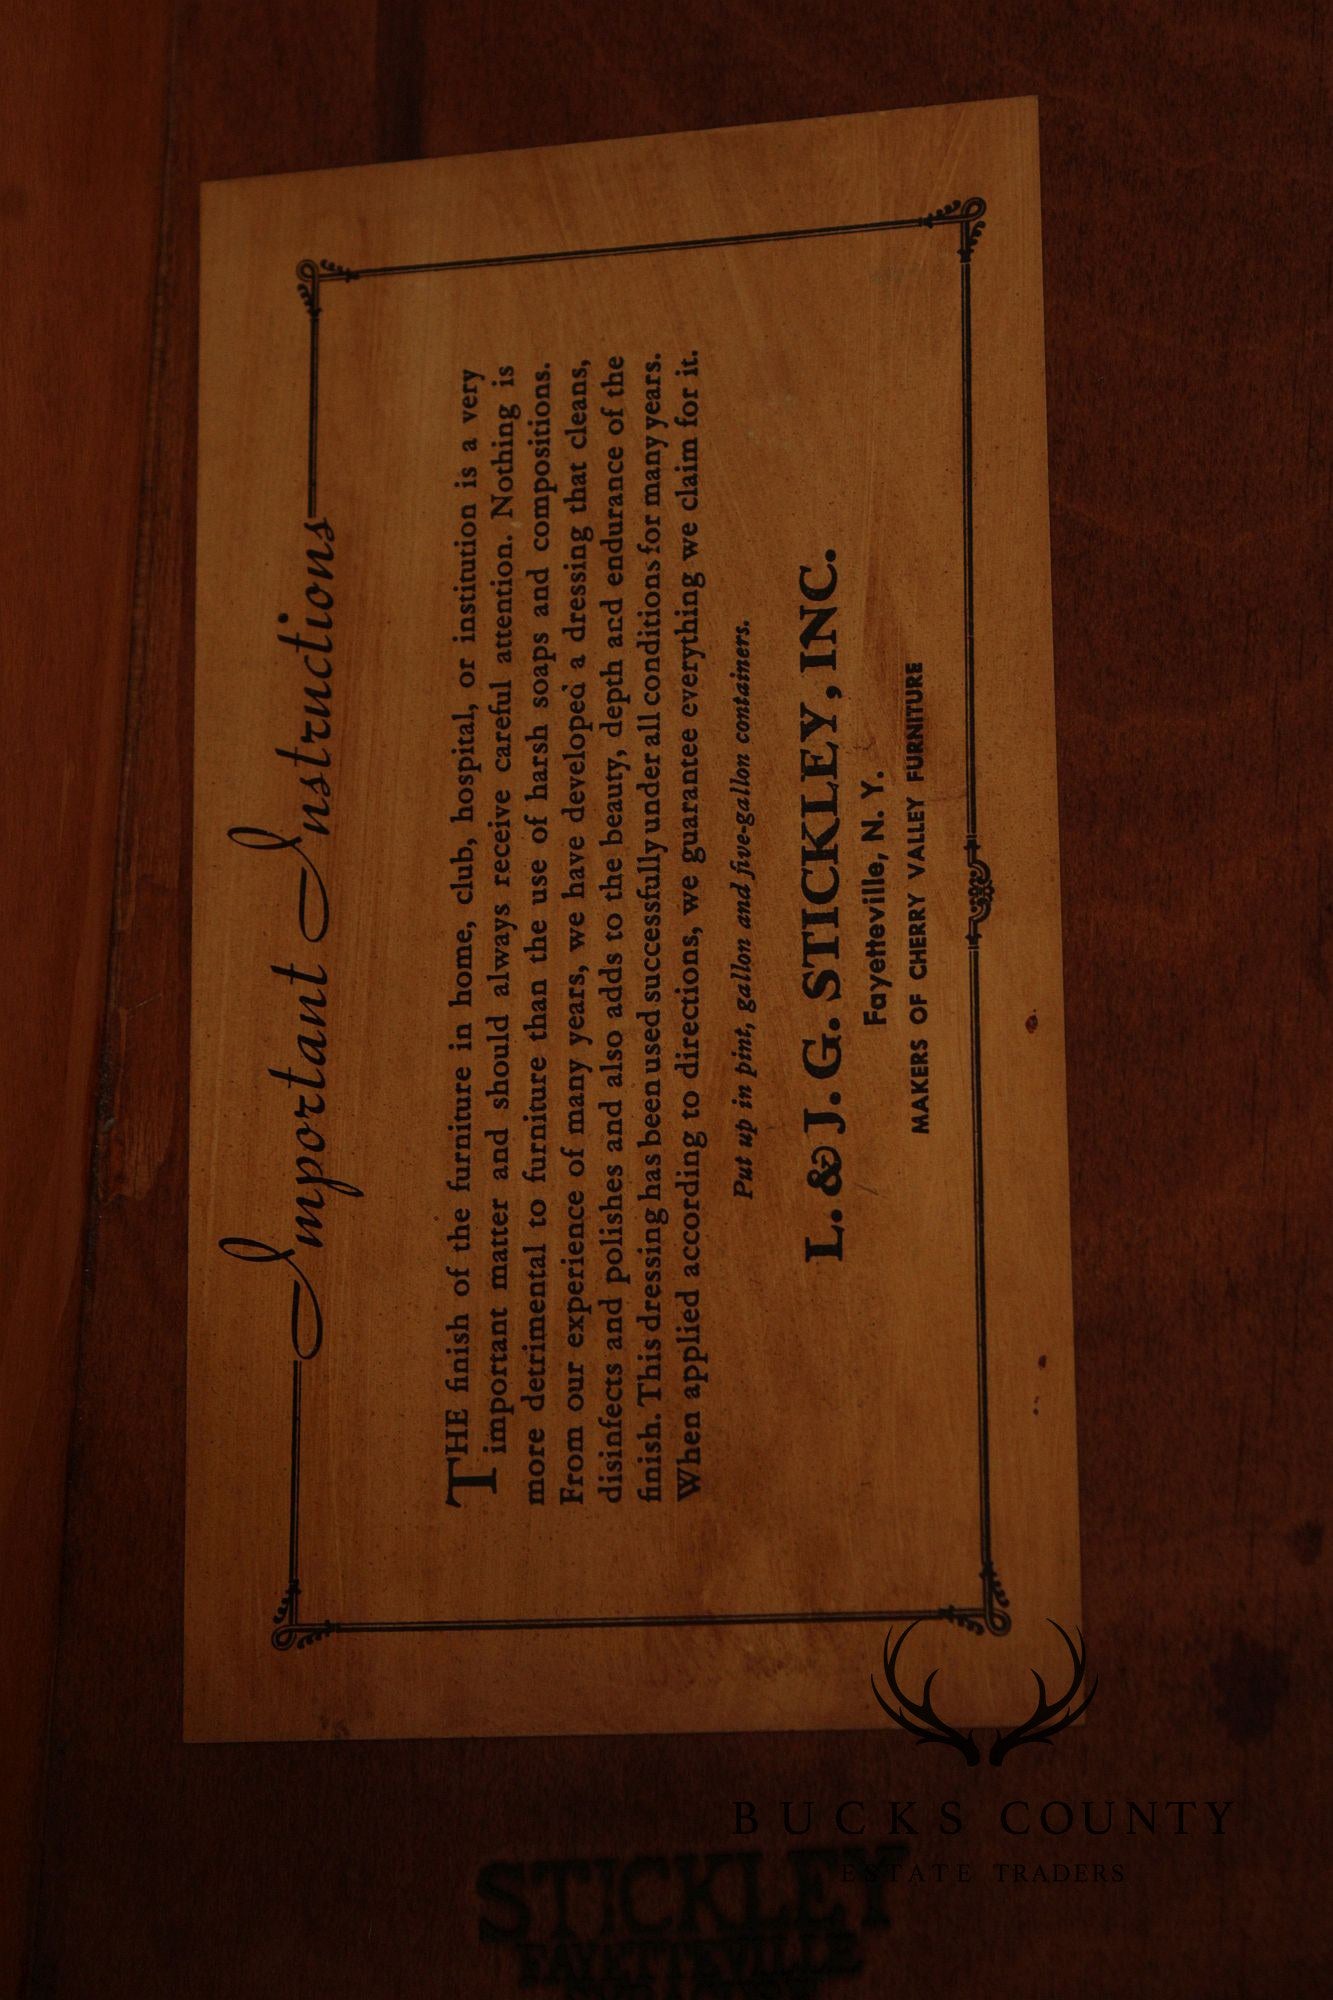 Important Instructions
THE finish of the furniture in home, club, hospital, or institution is a very
important matter and should always receive careful attention. Nothing is
more detrimental to furniture than the use of harsh soaps and compositions.
From our experience of many years, we have developed a dressing that cleans,
disinfects and polishes and also adds to the beauty, depth and endurance of the
finish. This dressing has been used successfully under all conditions for many years.
When applied according to directions, we guarantee everything we claim for it.
Put up in pint, gallon and five-gallon containers.
L. & J. G. STICKLEY, INC.
Fayetteville, N. Y.
MAKERS OF CHERRY VALLEY FURNITURE
BUCKS COUNTY
ESTATE TRADERS
STICKLEY
FAYETTEVILLE